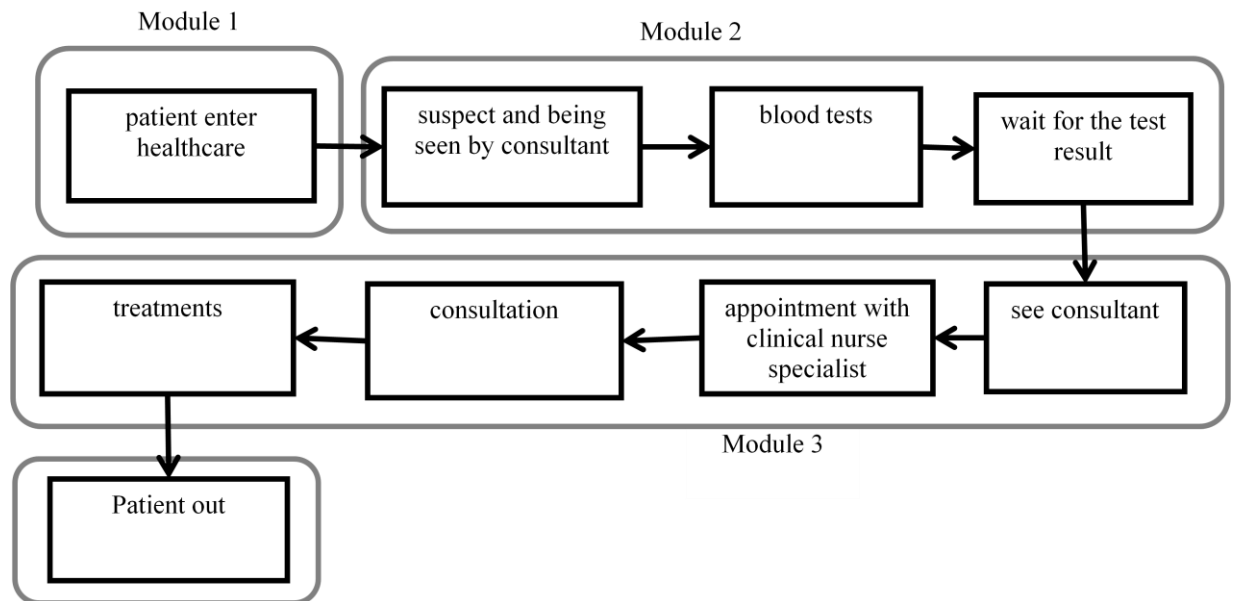 Module 1
Module 2
patient enter
healthcare
suspect and being
seen by consultant
blood tests
wait for the test
result
treatments
consultation
appointment with
clinical nurse
specialist
see consultant
Module 3
Patient out